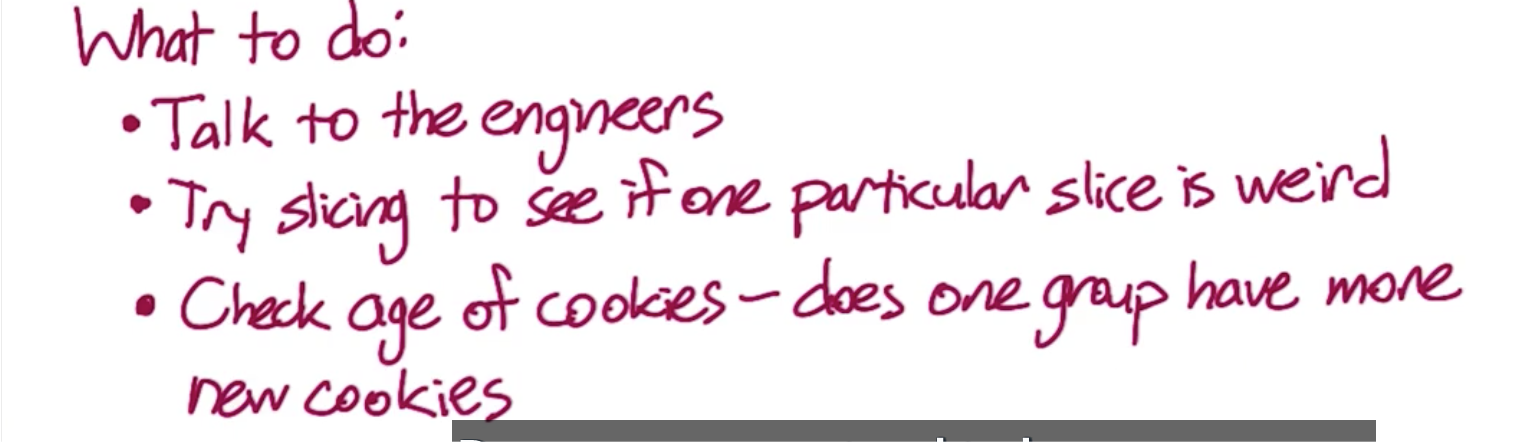 What to do:
• Talk to the engineers
• Try slicing to see if one particular slice is weird
• Check age of cookies – does one group have more
new cookies